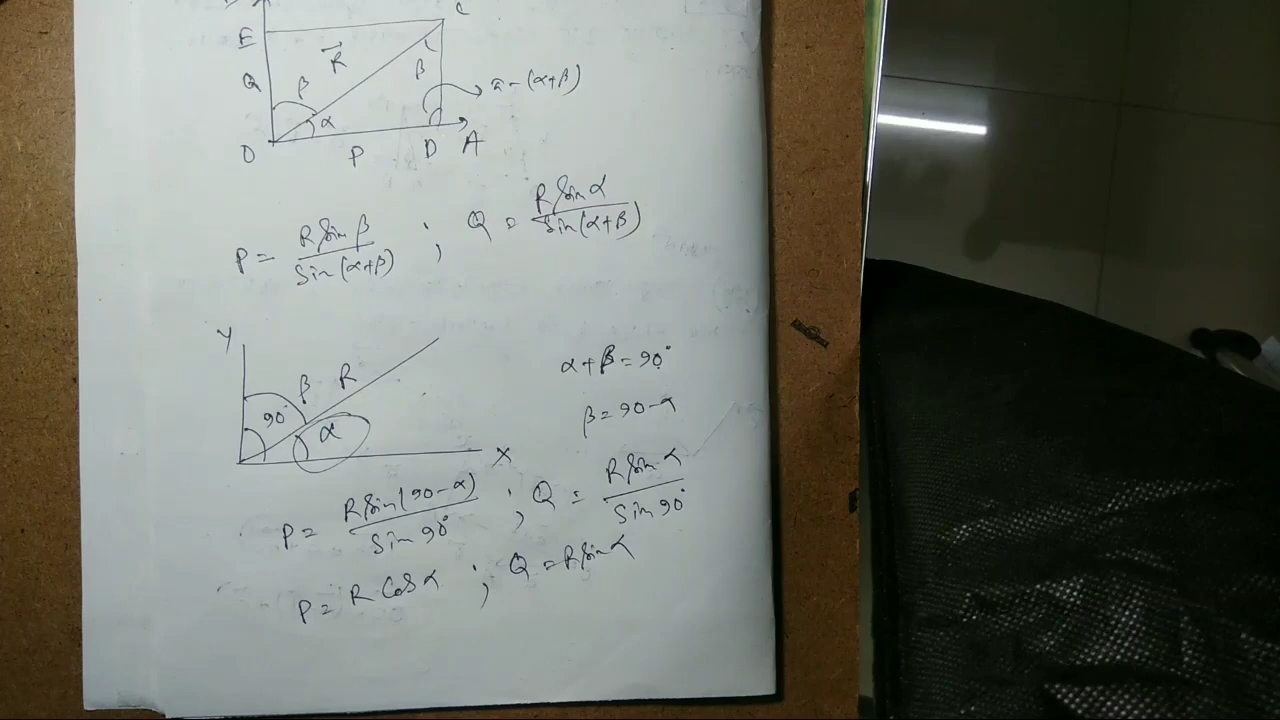 C
E
R
Q
β
β
π-(α+β)
α
O
P
D
A
P = R sin β / Sin (α+β) ; Q = R sin α / Sin (α+β)
Y
β
R
α+β = 90°
90°
α
β = 90-α
X
P = R sin (90-α) / Sin 90° ; Q = R sin α / Sin 90°
P = R Cos α ; Q = R sin α